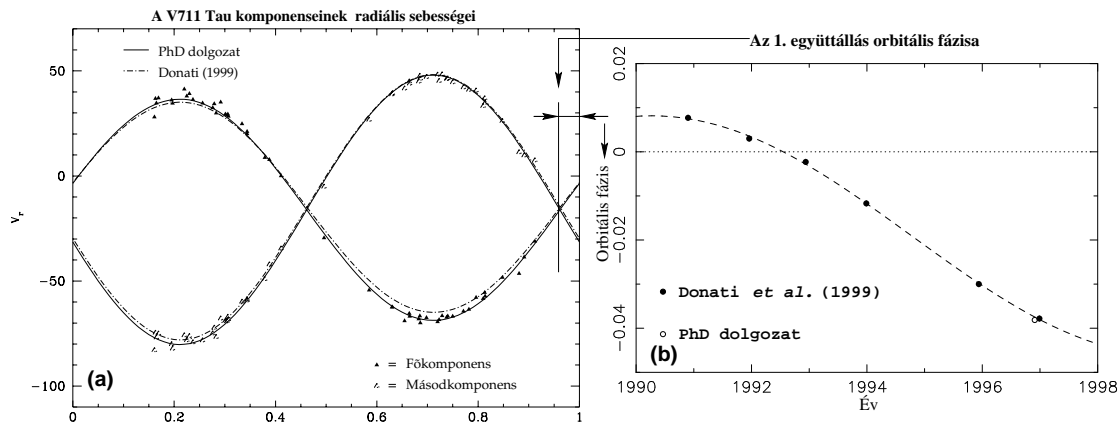 A V711 Tau komponenseinek radiális sebességei
PhD dolgozat
Donati (1999)
50
0
−50
−100
v_r
(a)
= Fõkomponens
= Másodkomponens
0
0.2
0.4
0.6
0.8
1
Az 1. együttállás orbitális fázisa
0.02
0
−0.02
−0.04
Orbitális fázis
Donati et al. (1999)
PhD dolgozat
(b)
1990
1992
1994
1996
1998
Év